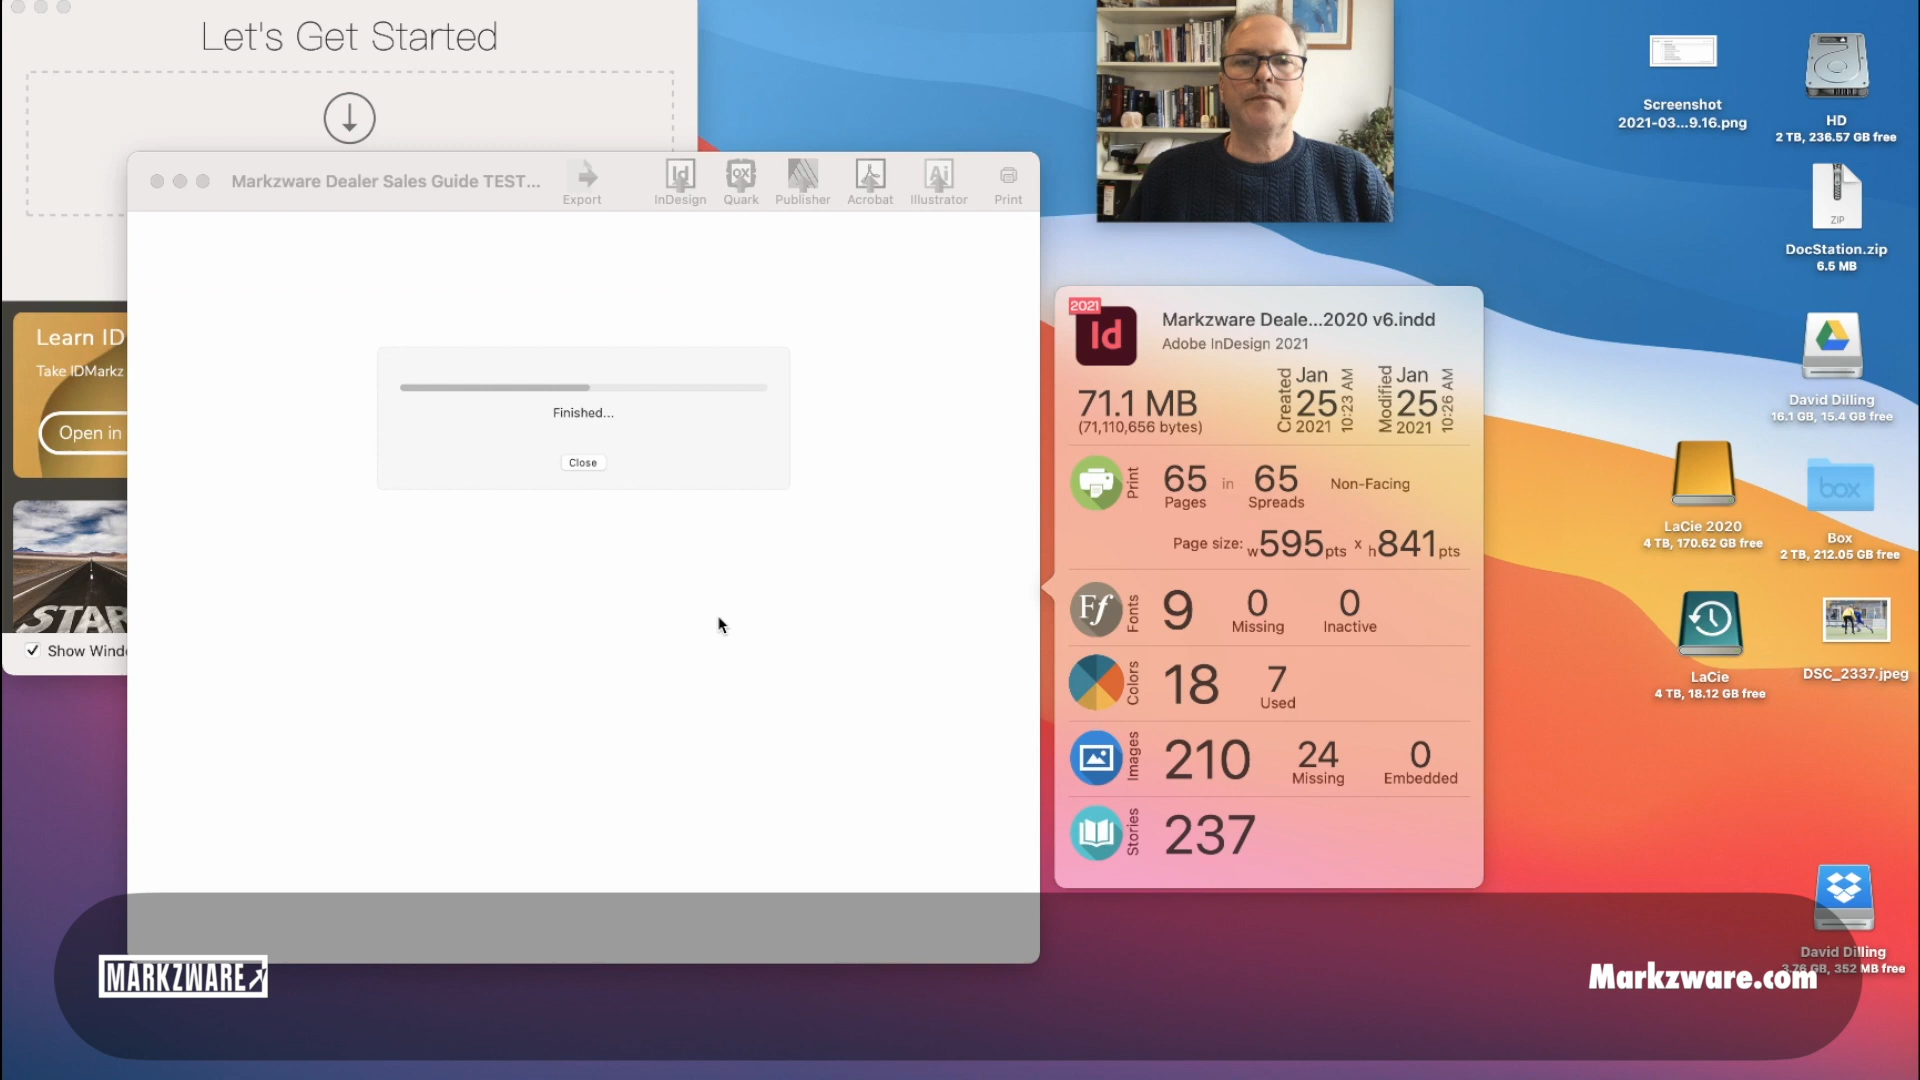 Let's Get Started
Learn ID
Take IDMarkz
Open in
START
Show Wind
Markzware Dealer Sales Guide TEST...
Export
InDesign
Quark
Publisher
Acrobat
Illustrator
Print
Finished...
Close
2021
Id
Markzware Deale...2020 v6.indd
Adobe InDesign 2021
71.1 MB
(71,110,656 bytes)
Created Jan 25 2021 10:23 AM
Modified Jan 25 2021 10:26 AM
Print
65 in 65 Non-Facing
Pages Spreads
Page size: w595pts x h841pts
Ff Fonts
9 0 0
Missing Inactive
Colors
18 7
Used
Images
210 24 0
Missing Embedded
Stories
237
Screenshot
2021-03...9.16.png
HD
2 TB, 236.57 GB free
ZIP
DocStation.zip
6.5 MB
David Dilling
16.1 GB, 15.4 GB free
LaCie 2020
4 TB, 170.62 GB free
box
Box
2 TB, 212.05 GB free
LaCie
4 TB, 18.12 GB free
DSC_2337.jpeg
David Dilling
3.76 GB, 352 MB free
MARKZWARE
Markzware.com